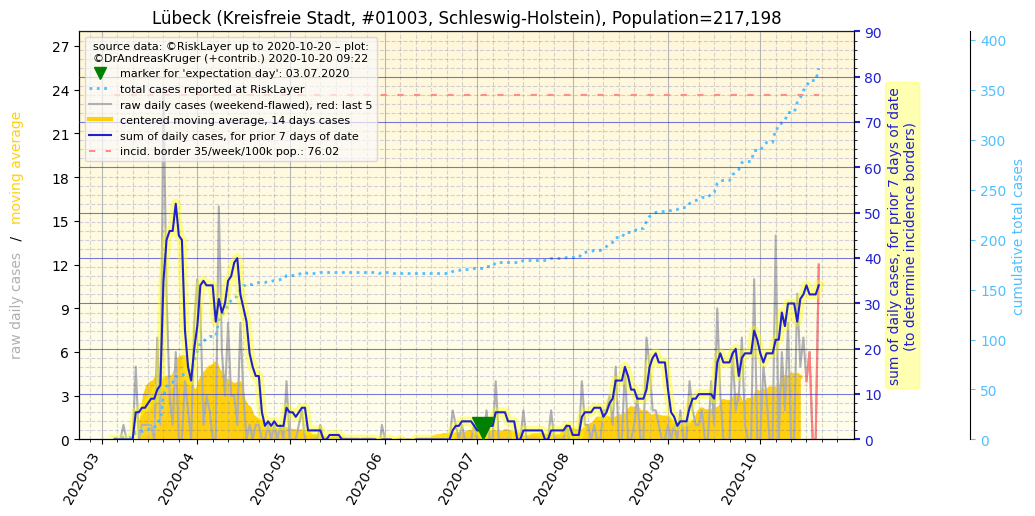 Lübeck (Kreisfreie Stadt, #01003, Schleswig-Holstein), Population=217,198
source data: ©RiskLayer up to 2020-10-20 – plot:
©DrAndreasKruger (+contrib.) 2020-10-20 09:22
marker for 'expectation day': 03.07.2020
total cases reported at RiskLayer
raw daily cases (weekend-flawed), red: last 5
centered moving average, 14 days cases
sum of daily cases, for prior 7 days of date
incid. border 35/week/100k pop.: 76.02
raw daily cases / moving average
27
24
21
18
15
12
9
6
3
0
90
80
70
60
50
40
30
20
10
0
sum of daily cases, for prior 7 days of date
(to determine incidence borders)
400
350
300
250
200
150
100
50
0
cumulative total cases
2020-03
2020-04
2020-05
2020-06
2020-07
2020-08
2020-09
2020-10